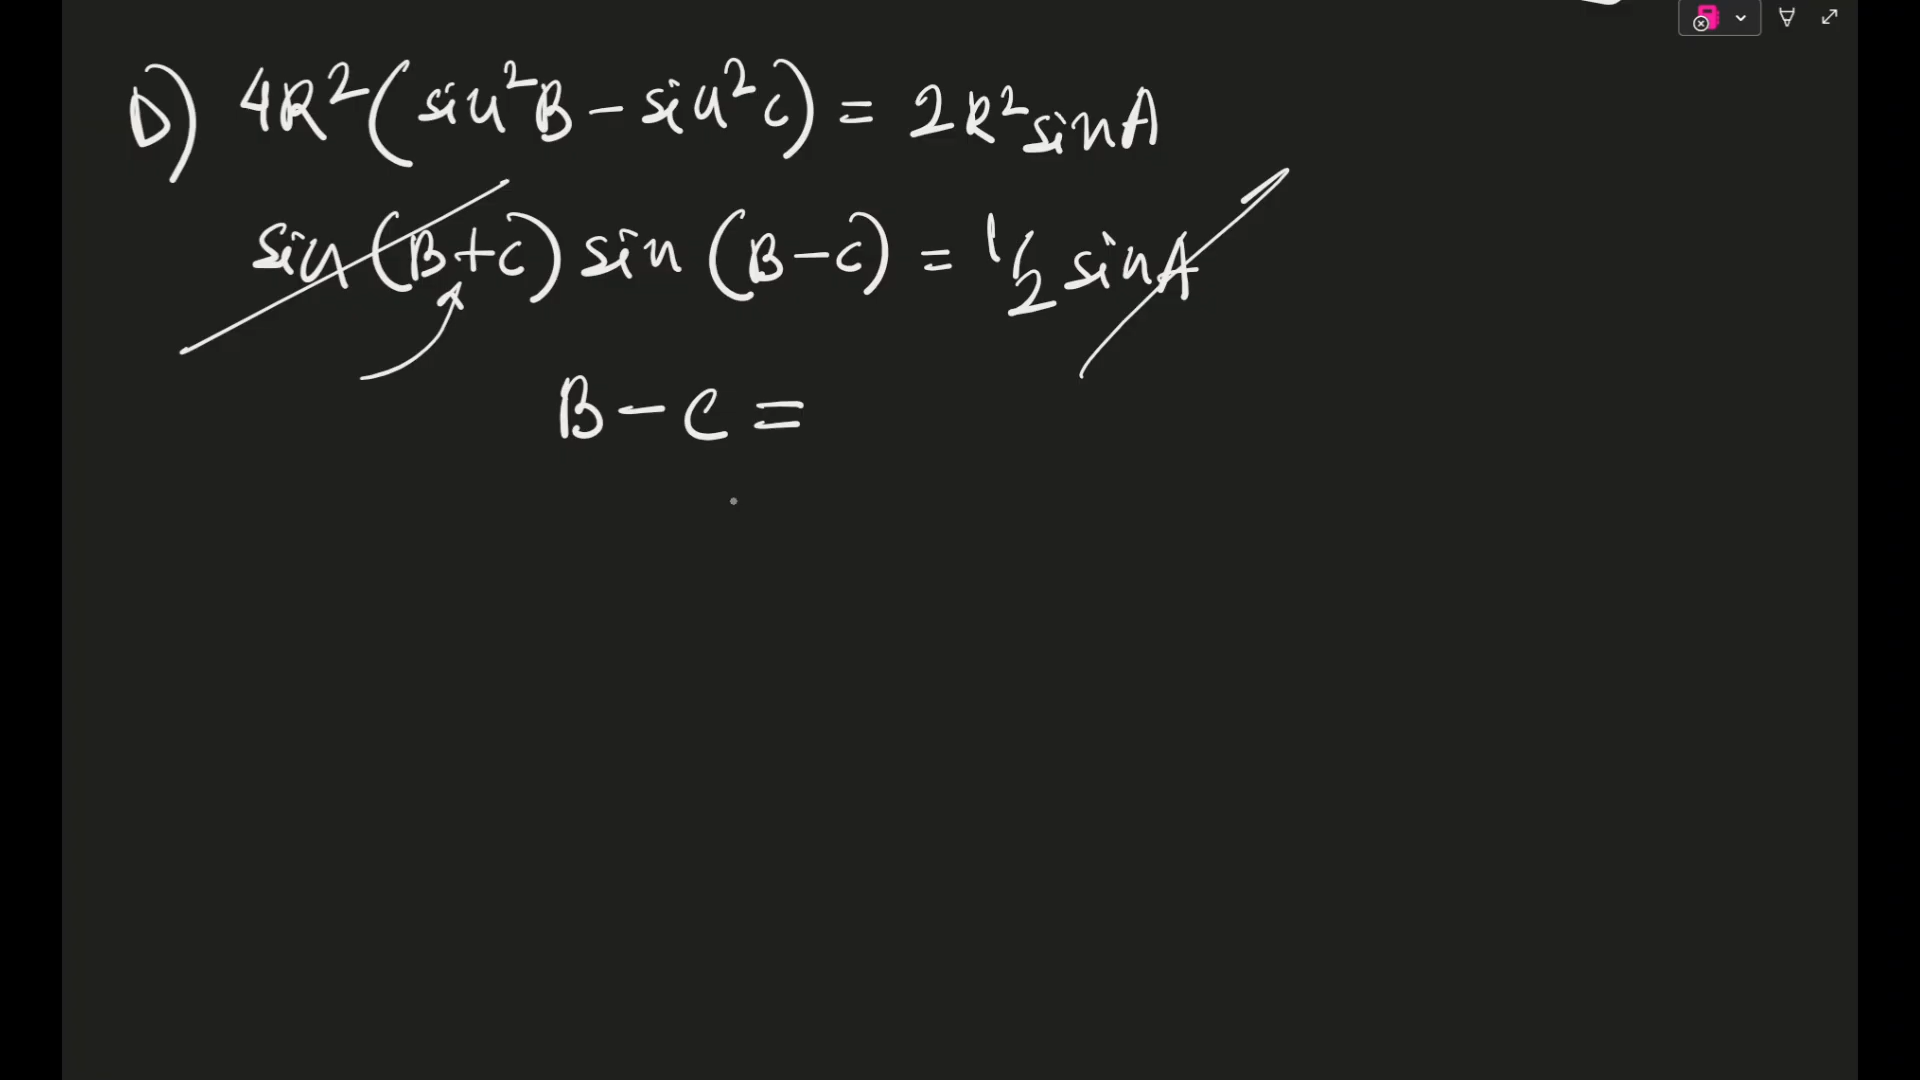 D) 4R²(sin²B - sin²C) = 2R² sinA
sin(B+C) sin(B-C) = 1/2 sinA
B - C =